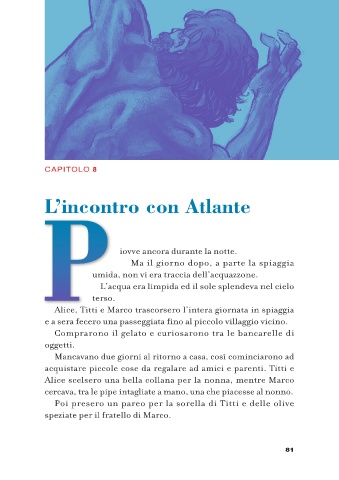 CAPITOLO 8
L’incontro con Atlante
Piovve ancora durante la notte.
Ma il giorno dopo, a parte la spiaggia
umida, non vi era traccia dell’acquazzone.
L’acqua era limpida ed il sole splendeva nel cielo
terso.
Alice, Titti e Marco trascorsero l’intera giornata in spiaggia
e a sera fecero una passeggiata fino al piccolo villaggio vicino.
Comprarono il gelato e curiosarono tra le bancarelle di
oggetti.
Mancavano due giorni al ritorno a casa, così cominciarono ad
acquistare piccole cose da regalare ad amici e parenti. Titti e
Alice scelsero una bella collana per la nonna, mentre Marco
cercava, tra le pipe intagliate a mano, una che piacesse al nonno.
Poi presero un pareo per la sorella di Titti e delle olive
speziate per il fratello di Marco.
81